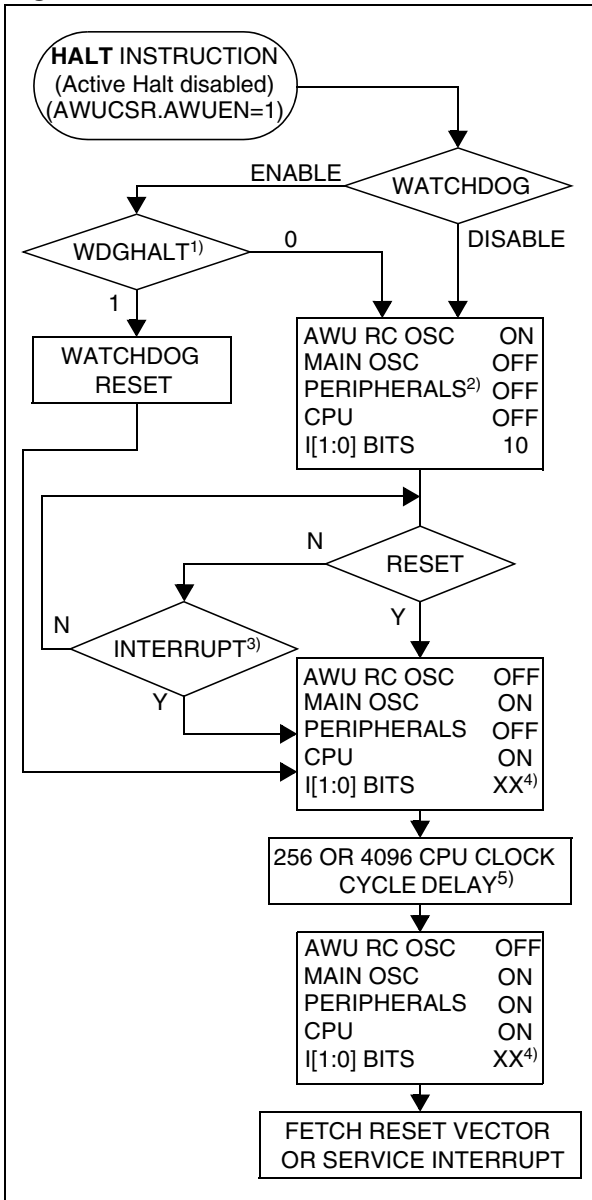 HALT INSTRUCTION
(Active Halt disabled)
(AWUCSR.AWUEN=1)
ENABLE
WATCHDOG
WDGHALT1)
0
DISABLE
1
WATCHDOG
RESET
AWU RC OSC ON
MAIN OSC OFF
PERIPHERALS2) OFF
CPU OFF
I[1:0] BITS 10
N
RESET
Y
N
INTERRUPT3)
Y
AWU RC OSC OFF
MAIN OSC ON
PERIPHERALS OFF
CPU ON
I[1:0] BITS XX4)
256 OR 4096 CPU CLOCK
CYCLE DELAY5)
AWU RC OSC OFF
MAIN OSC ON
PERIPHERALS ON
CPU ON
I[1:0] BITS XX4)
FETCH RESET VECTOR
OR SERVICE INTERRUPT